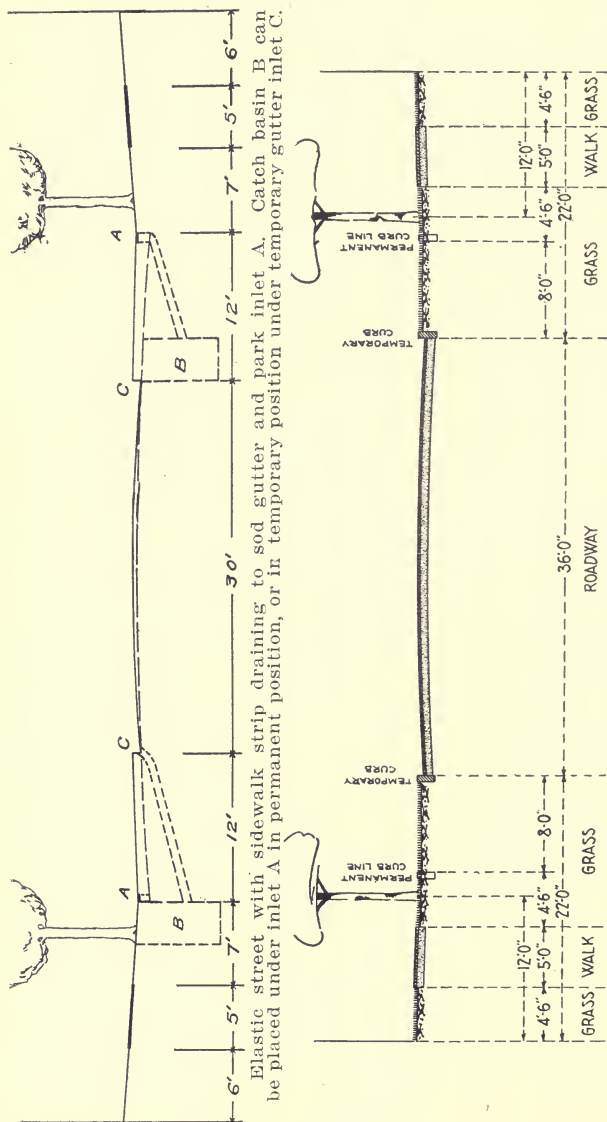 A C C A
B B
6' 5' 7' 12' 30' 12' 7' 5' 6'
Elastic street with sidewalk strip draining to sod gutter and park inlet A. Catch basin B can
be placed under inlet A in permanent position, or in temporary position under temporary gutter inlet C.
PERMANENT
CURB LINE
TEMPORARY
CURB
TEMPORARY
CURB
PERMANENT
CURB LINE
12'-0" 12'-0"
4'-6" 5'-0" 4'-6" 8'-0" 8'-0" 4'-6" 5'-0" 4'-6"
22'-0" 36'-0" 22'-0"
GRASS WALK GRASS ROADWAY GRASS WALK GRASS